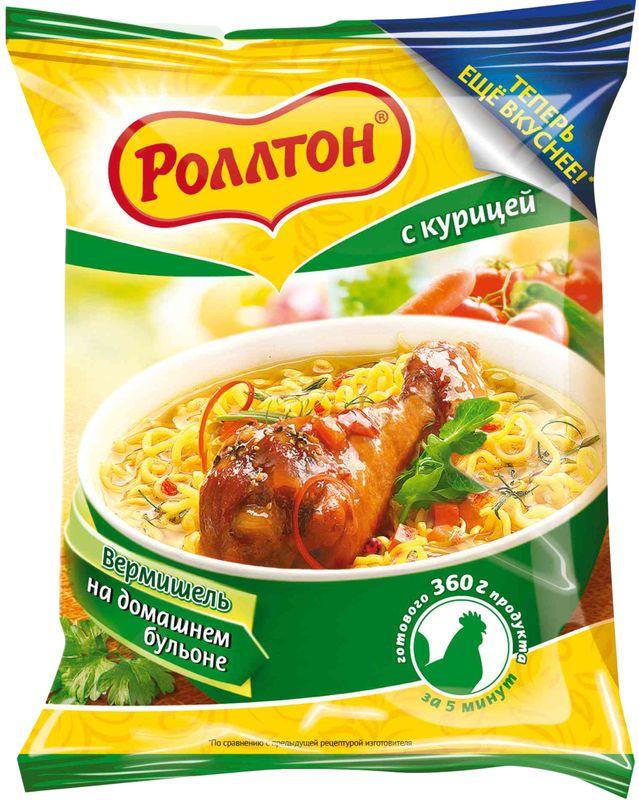 Роллтон®
ТЕПЕРЬ
ЕЩЁ ВКУСНЕЕ!*
с курицей
Вермишель
на домашнем
бульоне
готового 360 г продукта
за 5 минут
*По сравнению с предыдущей рецептурой изготовителя